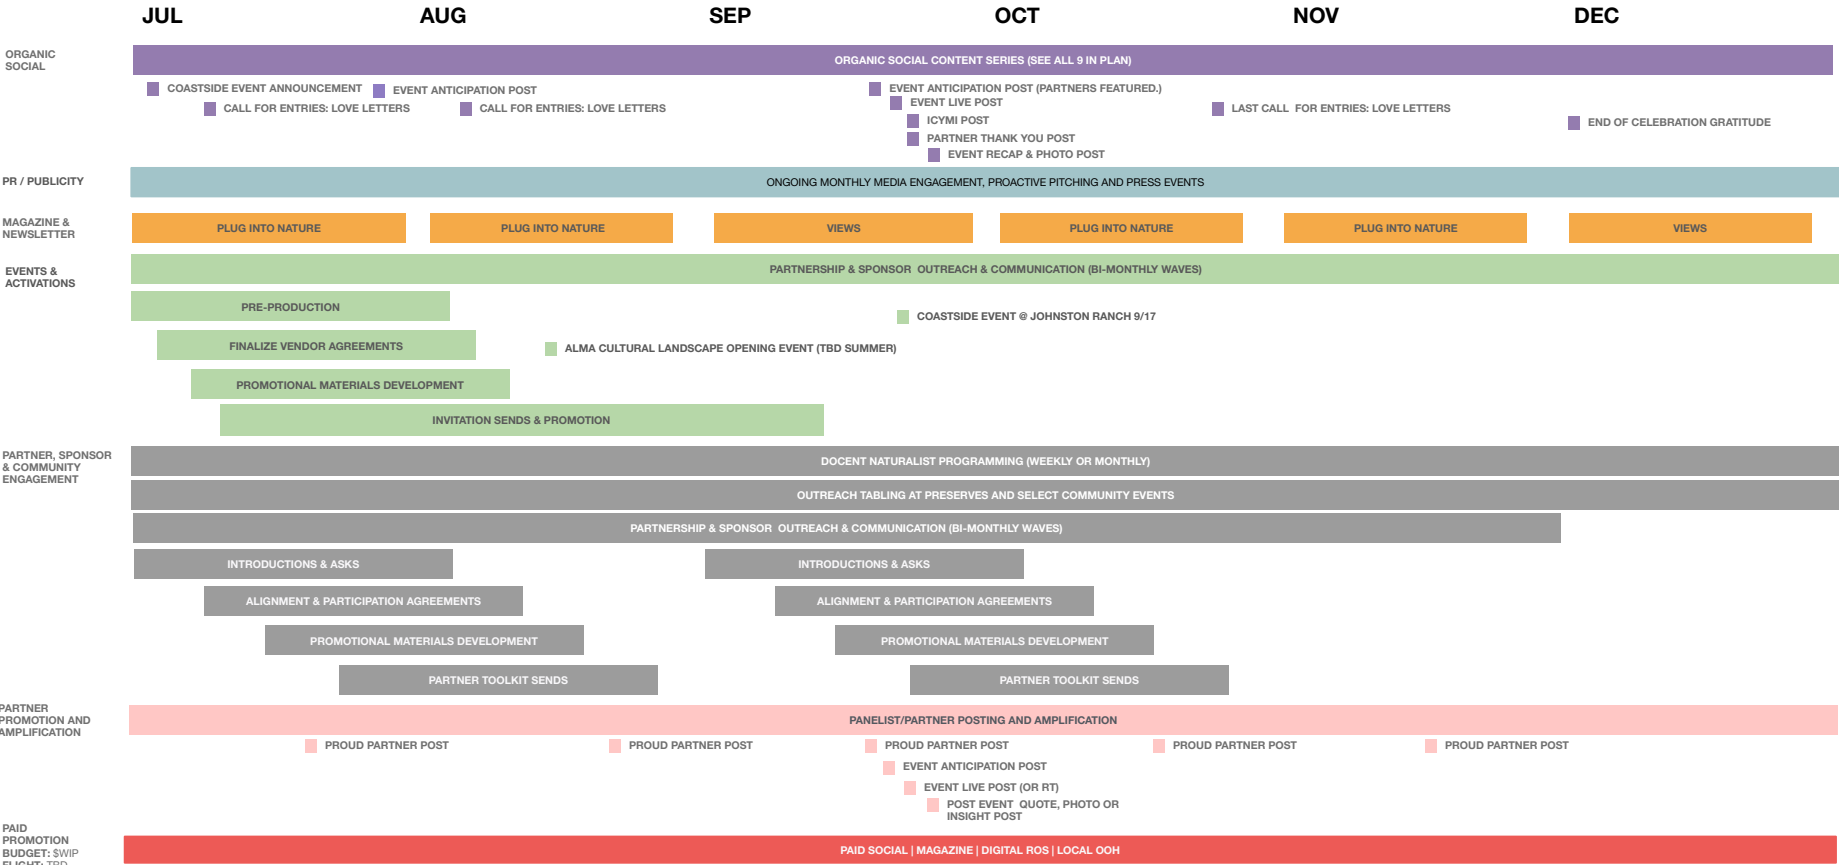 JUL AUG SEP OCT NOV DEC
ORGANIC
SOCIAL
ORGANIC SOCIAL CONTENT SERIES (SEE ALL 9 IN PLAN)
COASTSIDE EVENT ANNOUNCEMENT
EVENT ANTICIPATION POST
EVENT ANTICIPATION POST (PARTNERS FEATURED.)
CALL FOR ENTRIES: LOVE LETTERS
CALL FOR ENTRIES: LOVE LETTERS
EVENT LIVE POST
LAST CALL  FOR ENTRIES: LOVE LETTERS
ICYMI POST
END OF CELEBRATION GRATITUDE
PARTNER THANK YOU POST
EVENT RECAP & PHOTO POST
PR / PUBLICITY
ONGOING MONTHLY MEDIA ENGAGEMENT, PROACTIVE PITCHING AND PRESS EVENTS
MAGAZINE &
NEWSLETTER
PLUG INTO NATURE
PLUG INTO NATURE
VIEWS
PLUG INTO NATURE
PLUG INTO NATURE
VIEWS
EVENTS &
ACTIVATIONS
PARTNERSHIP & SPONSOR  OUTREACH & COMMUNICATION (BI-MONTHLY WAVES)
PRE-PRODUCTION
COASTSIDE EVENT @ JOHNSTON RANCH 9/17
FINALIZE VENDOR AGREEMENTS
ALMA CULTURAL LANDSCAPE OPENING EVENT (TBD SUMMER)
PROMOTIONAL MATERIALS DEVELOPMENT
INVITATION SENDS & PROMOTION
PARTNER, SPONSOR
& COMMUNITY
ENGAGEMENT
DOCENT NATURALIST PROGRAMMING (WEEKLY OR MONTHLY)
OUTREACH TABLING AT PRESERVES AND SELECT COMMUNITY EVENTS
PARTNERSHIP & SPONSOR  OUTREACH & COMMUNICATION (BI-MONTHLY WAVES)
INTRODUCTIONS & ASKS
INTRODUCTIONS & ASKS
ALIGNMENT & PARTICIPATION AGREEMENTS
ALIGNMENT & PARTICIPATION AGREEMENTS
PROMOTIONAL MATERIALS DEVELOPMENT
PROMOTIONAL MATERIALS DEVELOPMENT
PARTNER TOOLKIT SENDS
PARTNER TOOLKIT SENDS
PARTNER
PROMOTION AND
AMPLIFICATION
PANELIST/PARTNER POSTING AND AMPLIFICATION
PROUD PARTNER POST
PROUD PARTNER POST
PROUD PARTNER POST
PROUD PARTNER POST
PROUD PARTNER POST
EVENT ANTICIPATION POST
EVENT LIVE POST (OR RT)
POST EVENT  QUOTE, PHOTO OR
INSIGHT POST
PAID
PROMOTION
BUDGET: $WIP
FLIGHT: TBD
PAID SOCIAL | MAGAZINE | DIGITAL ROS | LOCAL OOH